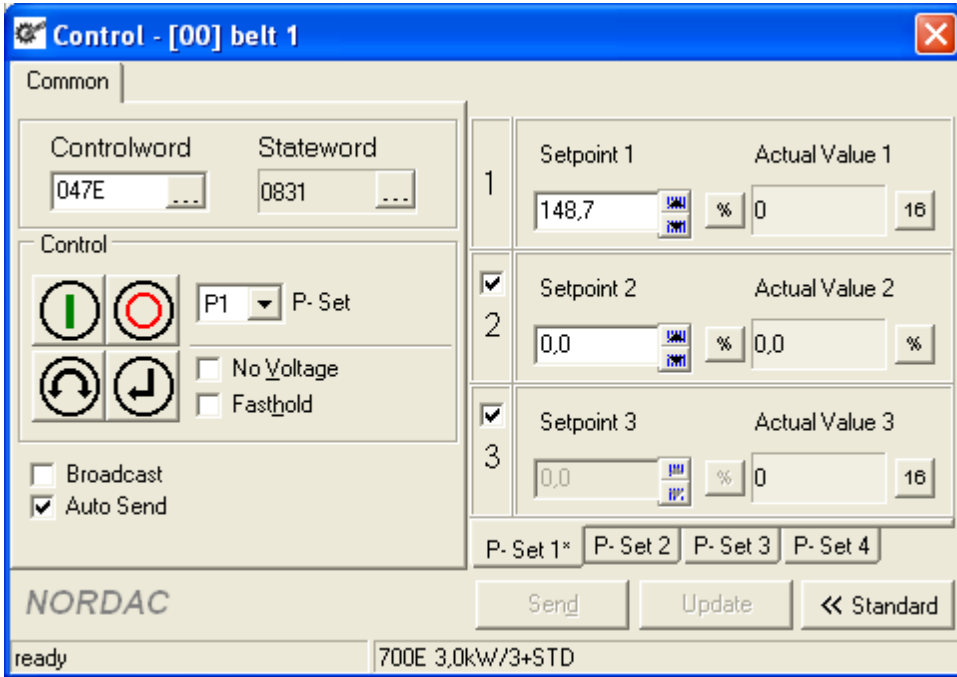 Control - [00] belt 1
Common
Controlword Stateword
047E ... 0831 ...
Control
P1 P- Set
No Voltage
Fasthold
Broadcast
Auto Send
1 Setpoint 1 Actual Value 1
148,7 % 0 16
2 Setpoint 2 Actual Value 2
0,0 % 0,0 %
3 Setpoint 3 Actual Value 3
0,0 % 0 16
P- Set 1* P- Set 2 P- Set 3 P- Set 4
NORDAC Send Update << Standard
ready 700E 3,0kW/3+STD